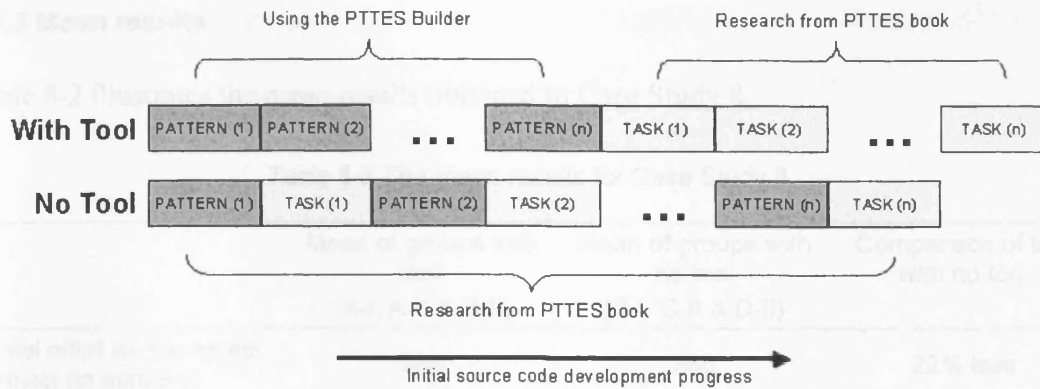 Using the PTTES Builder
Research from PTTES book
With Tool
PATTERN (1) PATTERN (2) ... PATTERN (n) TASK (1) TASK (2) ... TASK (n)
No Tool
PATTERN (1) TASK (1) PATTERN (2) TASK (2) ... PATTERN (n) TASK (n)
Research from PTTES book
Initial source code development progress
22% less